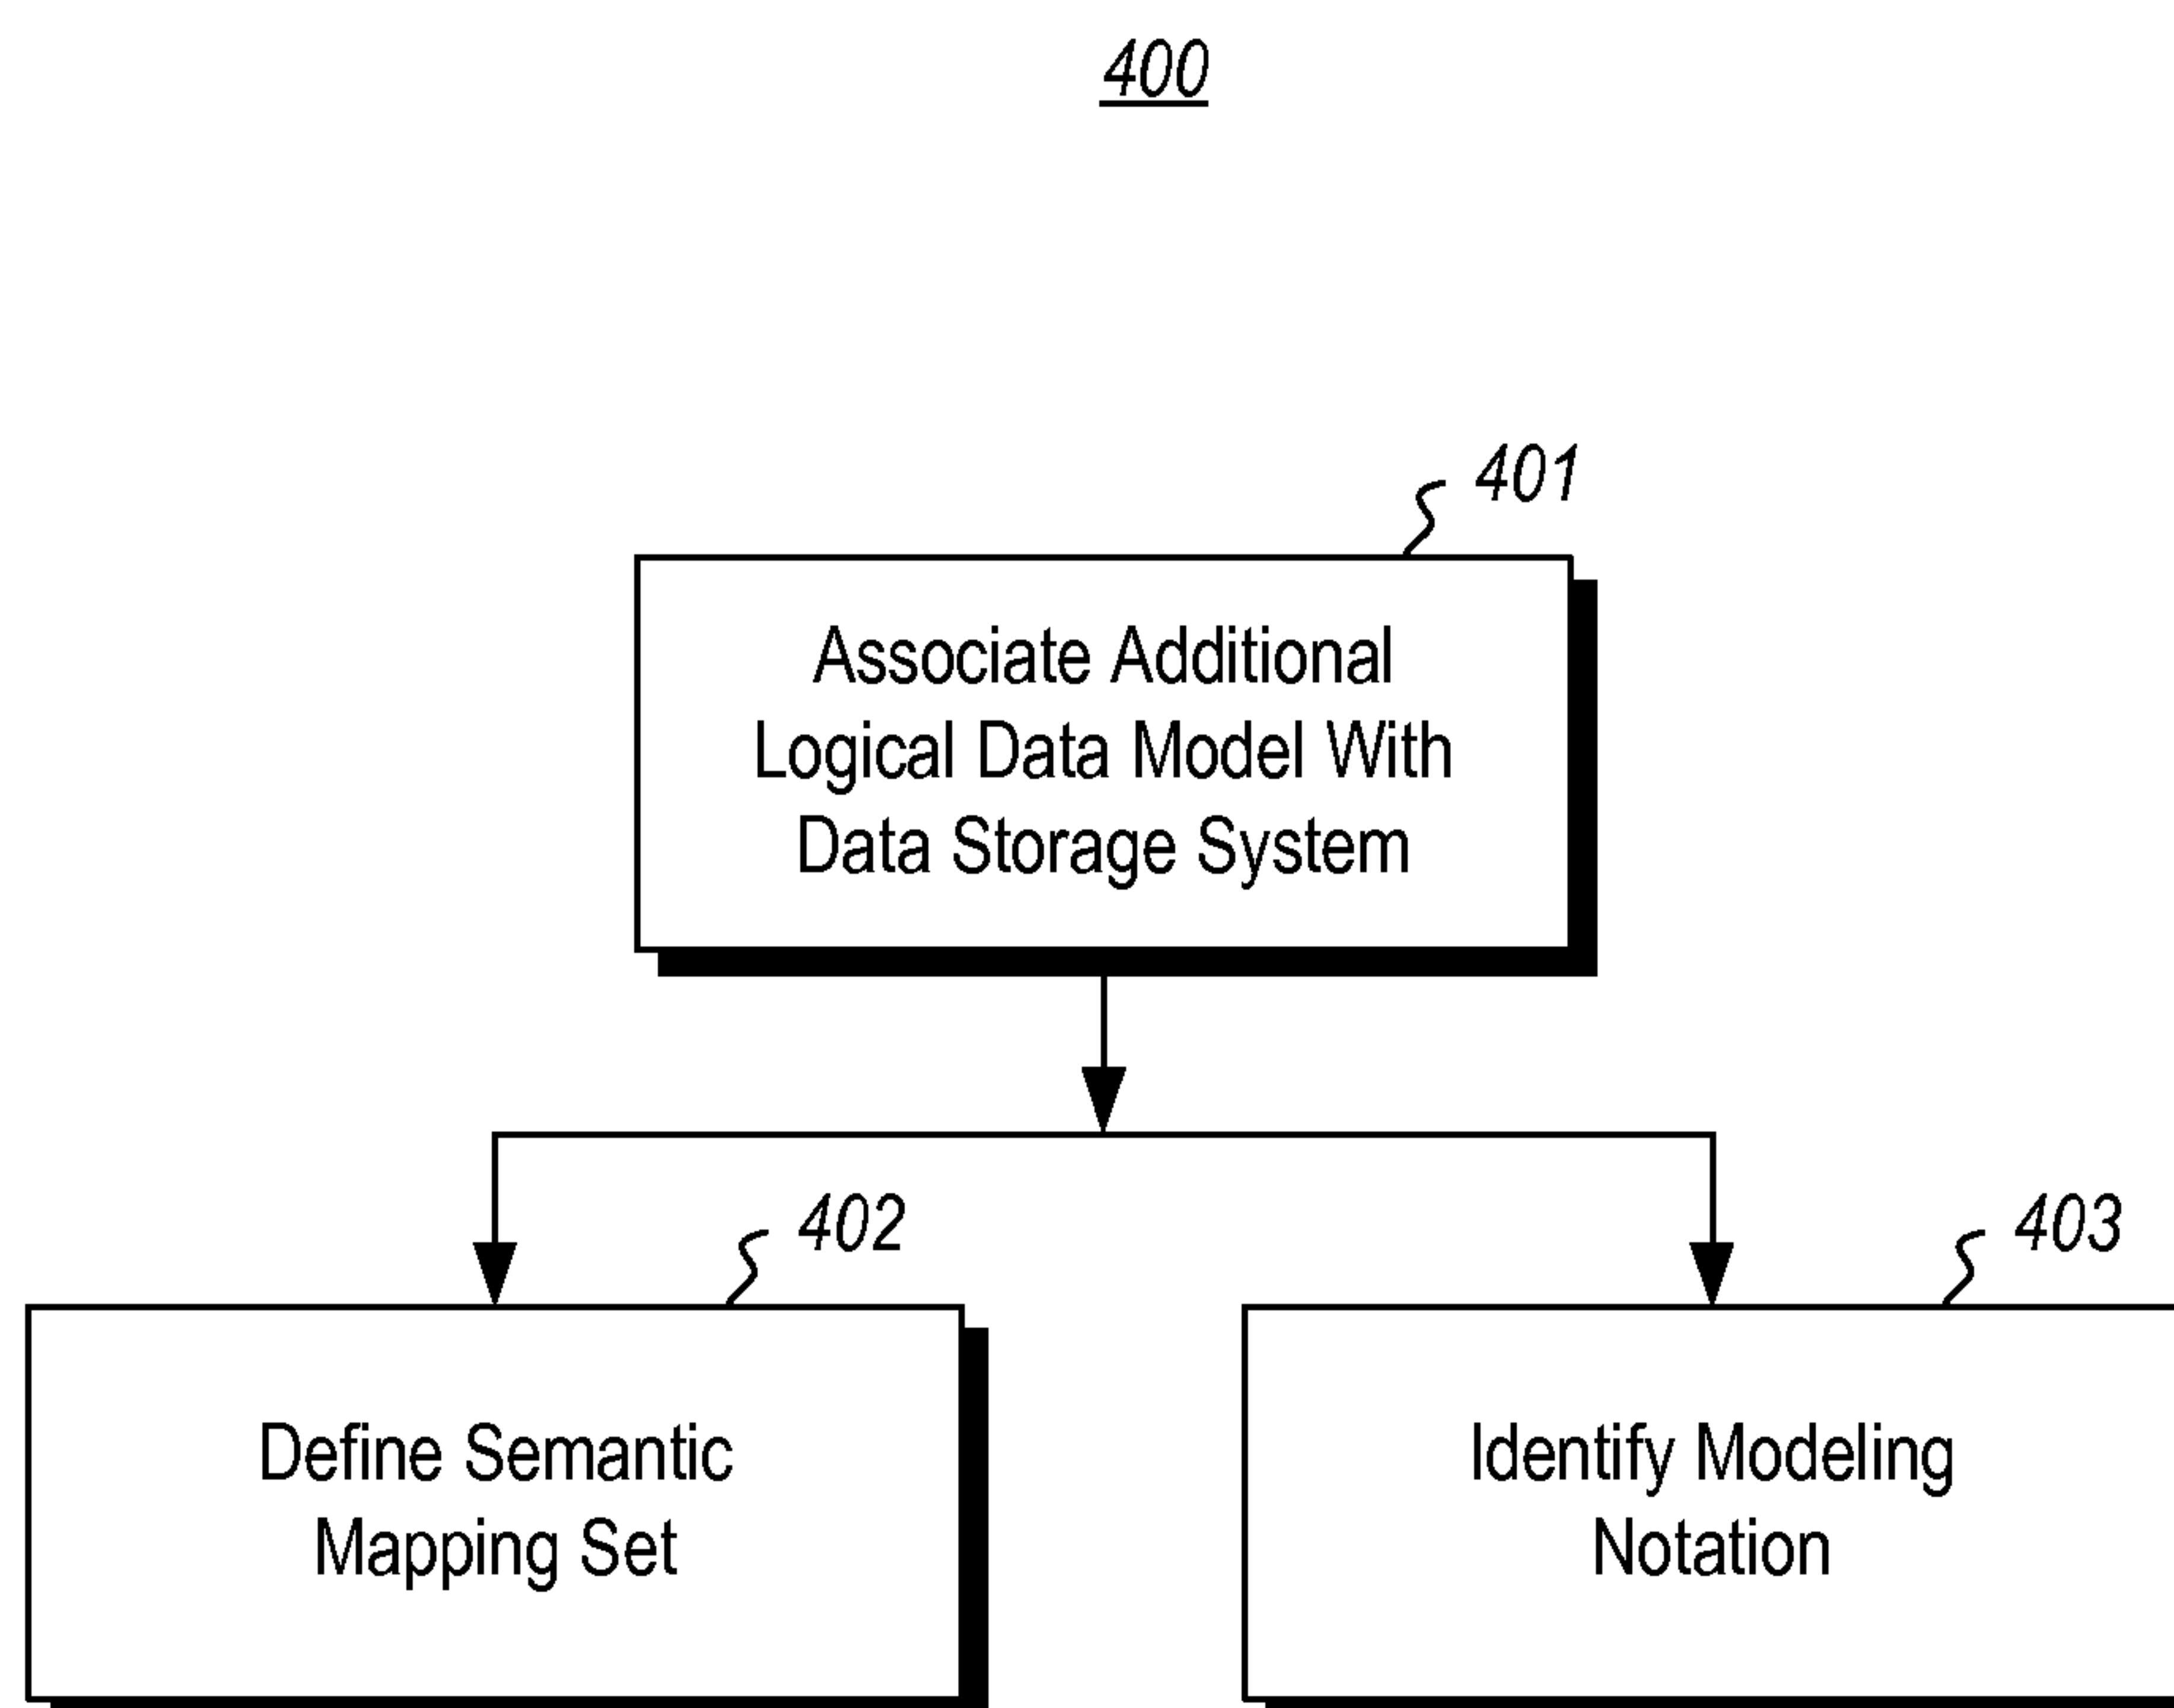 400
401
Associate Additional
Logical Data Model With
Data Storage System
402
Define Semantic
Mapping Set
403
Identify Modeling
Notation